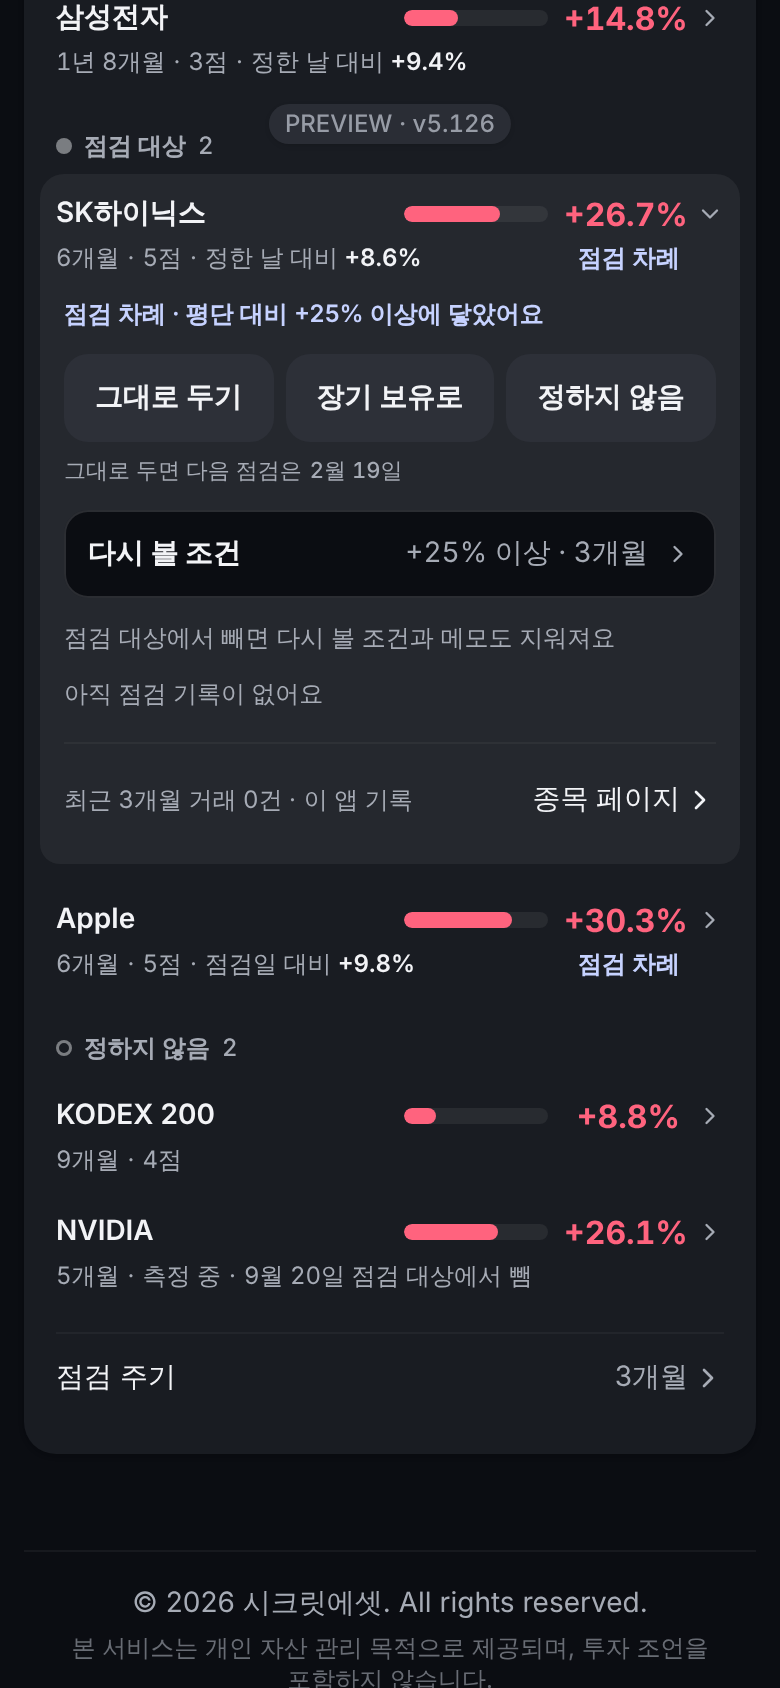 삼성전자 +14.8%
1년 8개월 · 3점 · 정한 날 대비 +9.4%
PREVIEW · v5.126
점검 대상 2
SK하이닉스 +26.7%
6개월 · 5점 · 정한 날 대비 +8.6% 점검 차례
점검 차례 · 평단 대비 +25% 이상에 닿았어요
그대로 두기 장기 보유로 정하지 않음
그대로 두면 다음 점검은 2월 19일
다시 볼 조건 +25% 이상 · 3개월
점검 대상에서 빼면 다시 볼 조건과 메모도 지워져요
아직 점검 기록이 없어요
최근 3개월 거래 0건 · 이 앱 기록 종목 페이지
Apple +30.3%
6개월 · 5점 · 점검일 대비 +9.8% 점검 차례
정하지 않음 2
KODEX 200 +8.8%
9개월 · 4점
NVIDIA +26.1%
5개월 · 측정 중 · 9월 20일 점검 대상에서 뺌
점검 주기 3개월
© 2026 시크릿에셋. All rights reserved.
본 서비스는 개인 자산 관리 목적으로 제공되며, 투자 조언을
포함하지 않습니다.